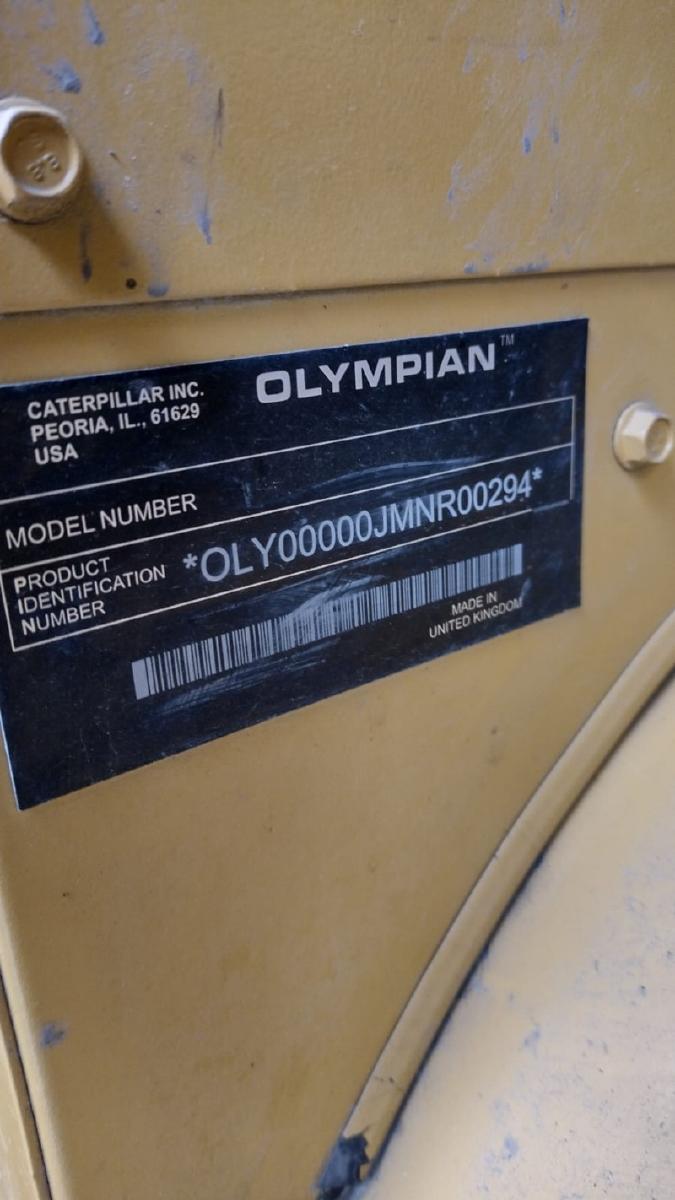 CATERPILLAR INC.
PEORIA, IL., 61629
USA
OLYMPIAN™
MODEL NUMBER
PRODUCT
IDENTIFICATION
NUMBER
*OLY00000JMNR00294*
MADE IN
UNITED KINGDOM